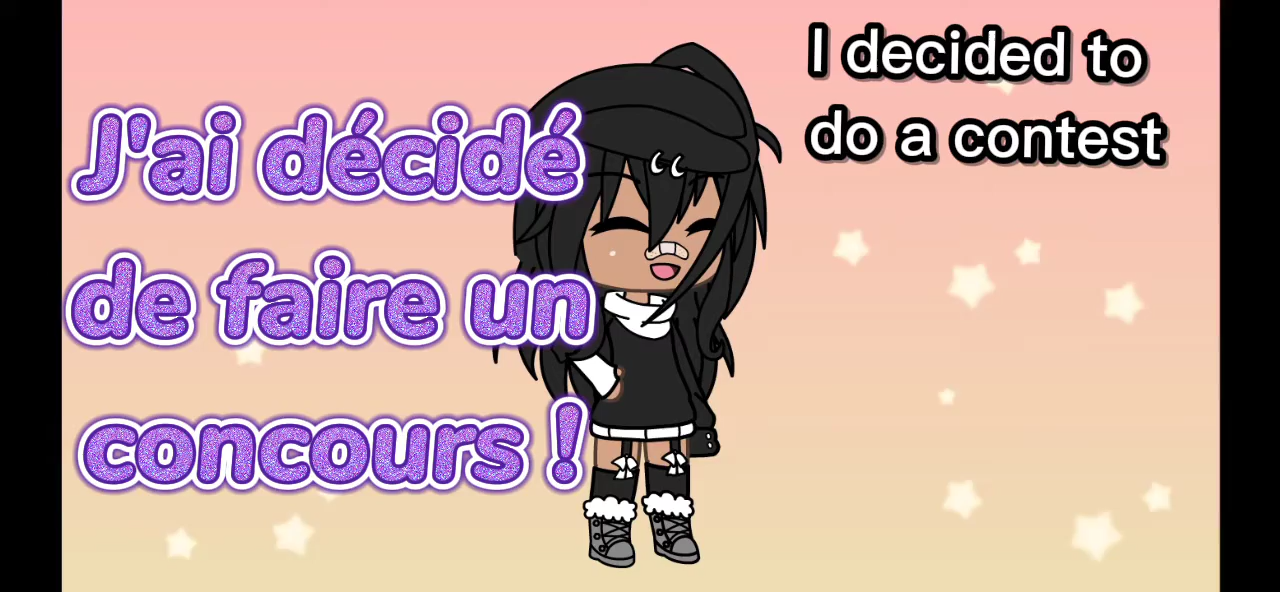 J'ai décidé
de faire un
concours !
I decided to
do a contest